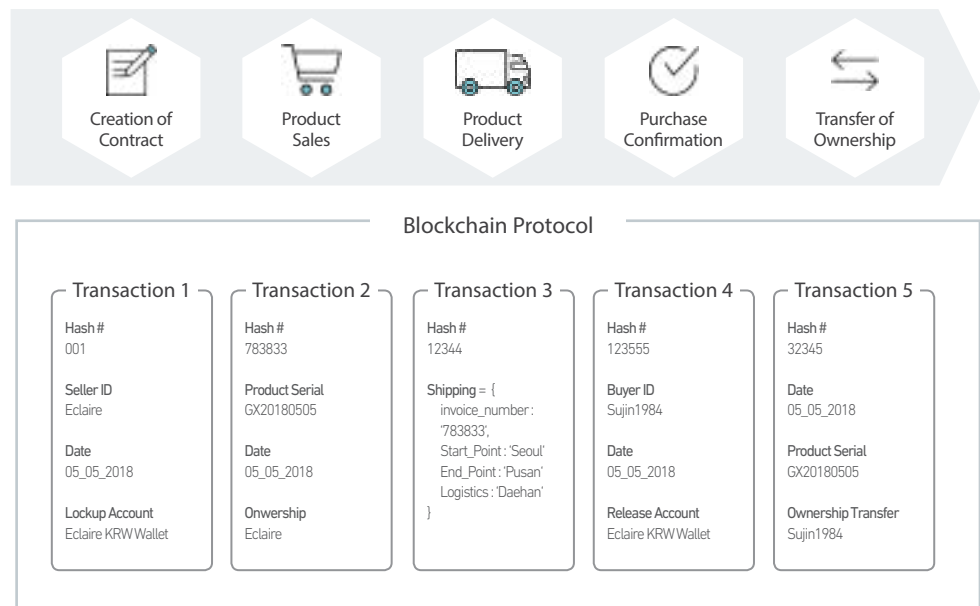 Creation of
Contract
Product
Sales
Product
Delivery
Purchase
Confirmation
Transfer of
Ownership
Blockchain Protocol
Transaction 1
Hash #
001
Seller ID
Eclaire
Date
05_05_2018
Lockup Account
Eclaire KRW Wallet
Transaction 2
Hash #
783833
Product Serial
GX20180505
Date
05_05_2018
Onwership
Eclaire
Transaction 3
Hash #
12344
Shipping = {
invoice_number :
'783833',
Start_Point : 'Seoul'
End_Point : 'Pusan'
Logistics : 'Daehan'
}
Transaction 4
Hash #
123555
Buyer ID
Sujin1984
Date
05_05_2018
Release Account
Eclaire KRW Wallet
Transaction 5
Hash #
32345
Date
05_05_2018
Product Serial
GX20180505
Ownership Transfer
Sujin1984